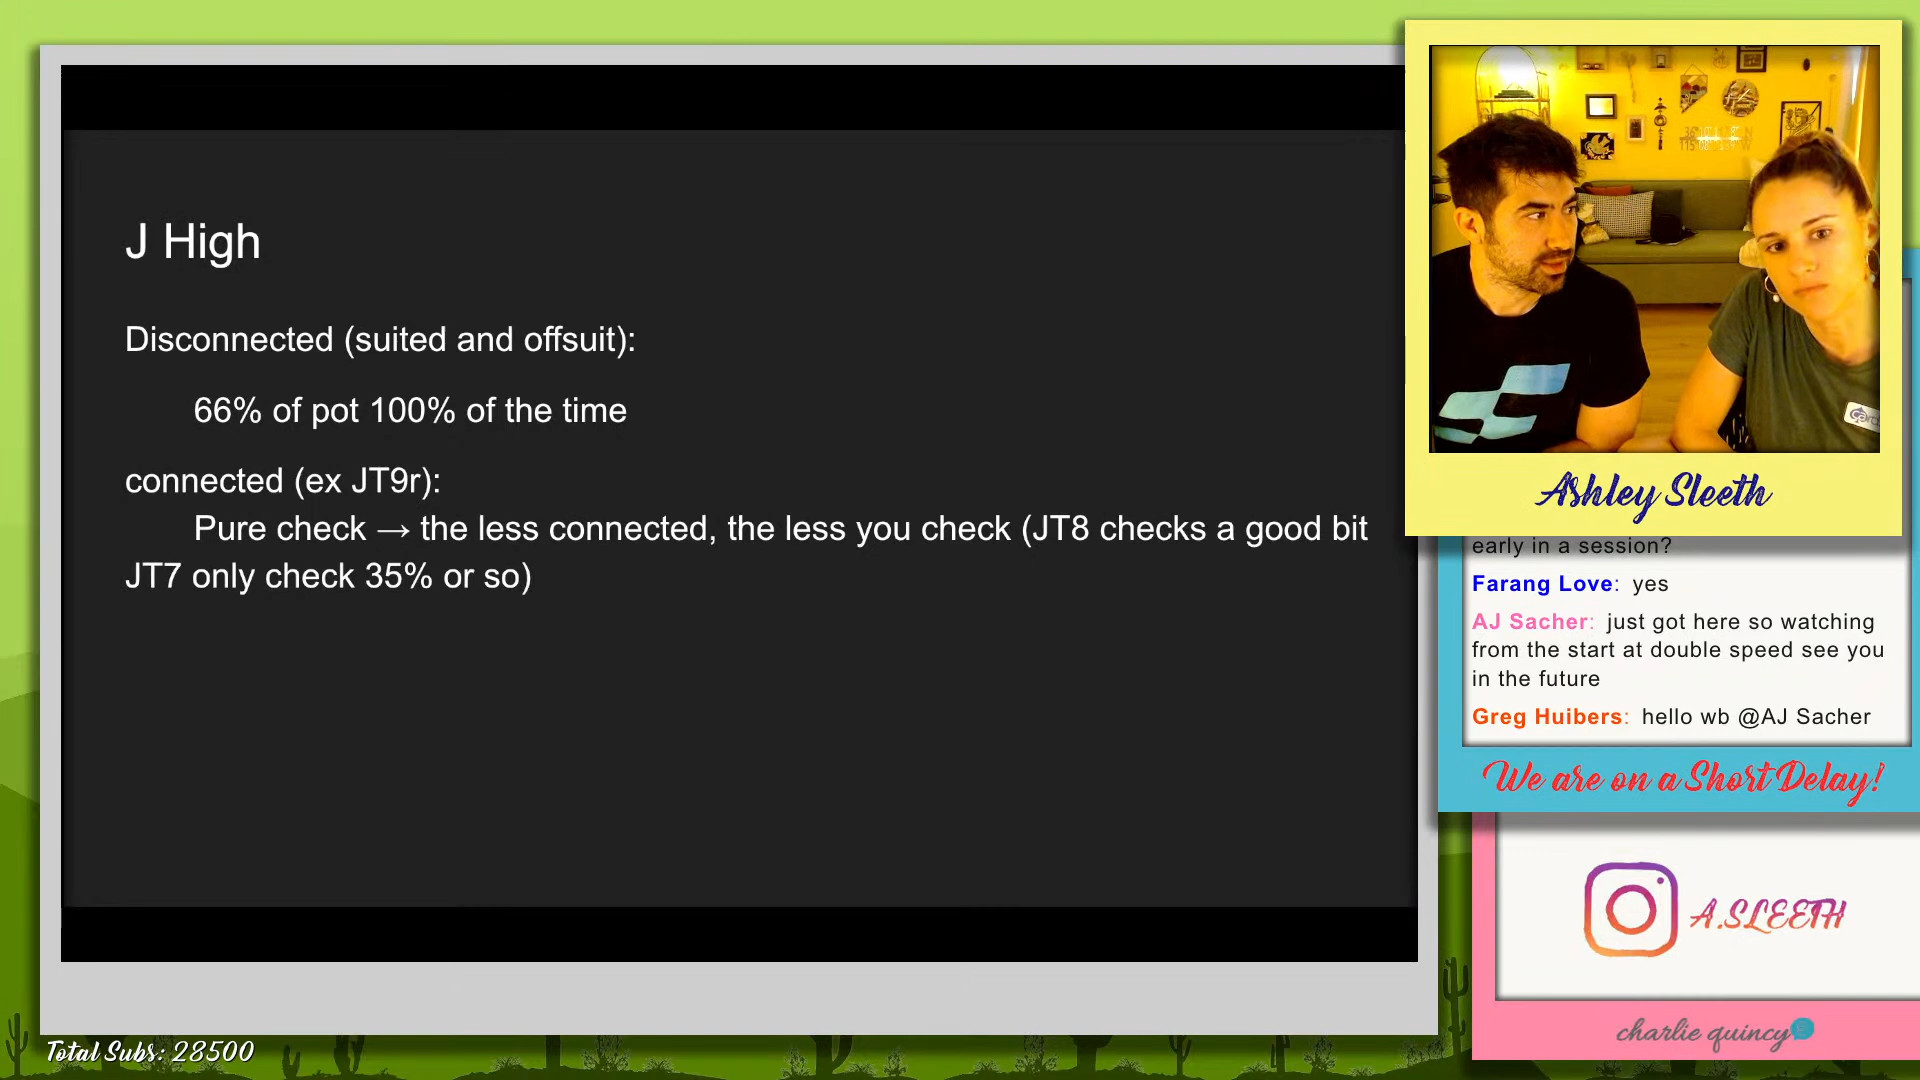 J High
Disconnected (suited and offsuit):
66% of pot 100% of the time
connected (ex JT9r):
Pure check → the less connected, the less you check (JT8 checks a good bit
JT7 only check 35% or so)
Ashley Sleeth
early in a session?
Farang Love: yes
AJ Sacher: just got here so watching
from the start at double speed see you
in the future
Greg Huibers: hello wb @AJ Sacher
We are on a Short Delay!
A.SLEETH
charlie quincy
Total Subs: 28500